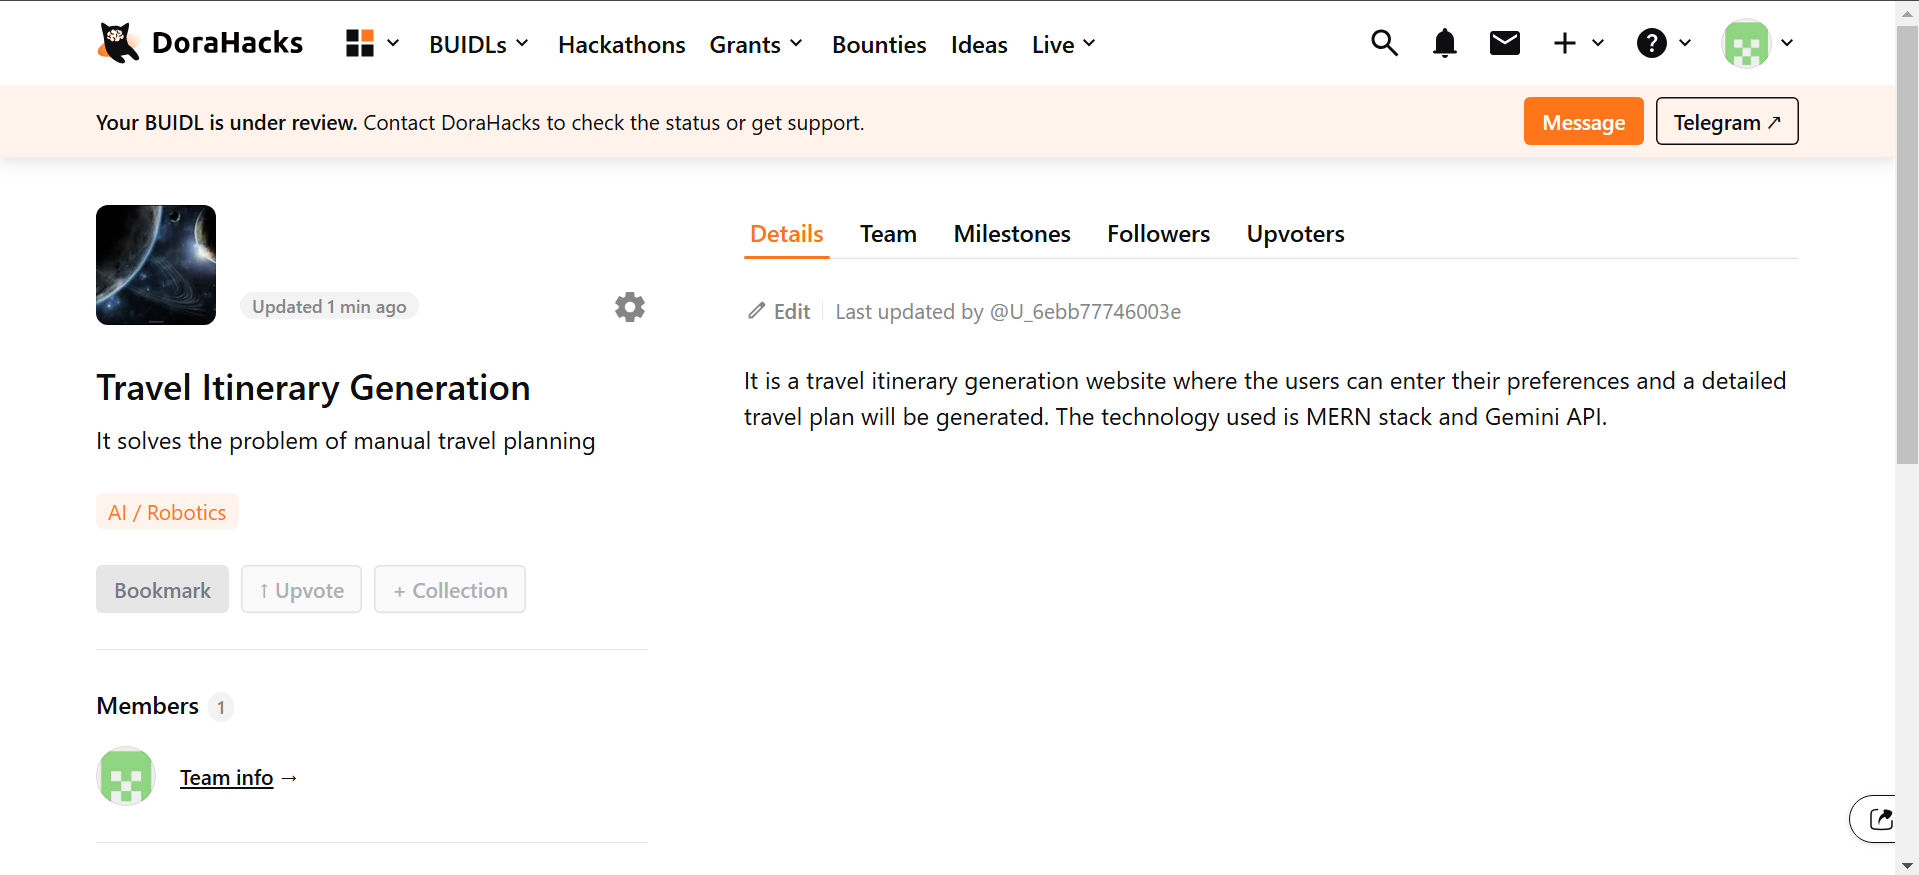 DoraHacks
BUIDLs
Hackathons
Grants
Bounties
Ideas
Live
Your BUIDL is under review. Contact DoraHacks to check the status or get support.
Message
Telegram ↗
Updated 1 min ago
Travel Itinerary Generation
It solves the problem of manual travel planning
AI / Robotics
Bookmark
↑ Upvote
+ Collection
Members 1
Team info →
Details
Team
Milestones
Followers
Upvoters
Edit
Last updated by @U_6ebb77746003e
It is a travel itinerary generation website where the users can enter their preferences and a detailed
travel plan will be generated. The technology used is MERN stack and Gemini API.